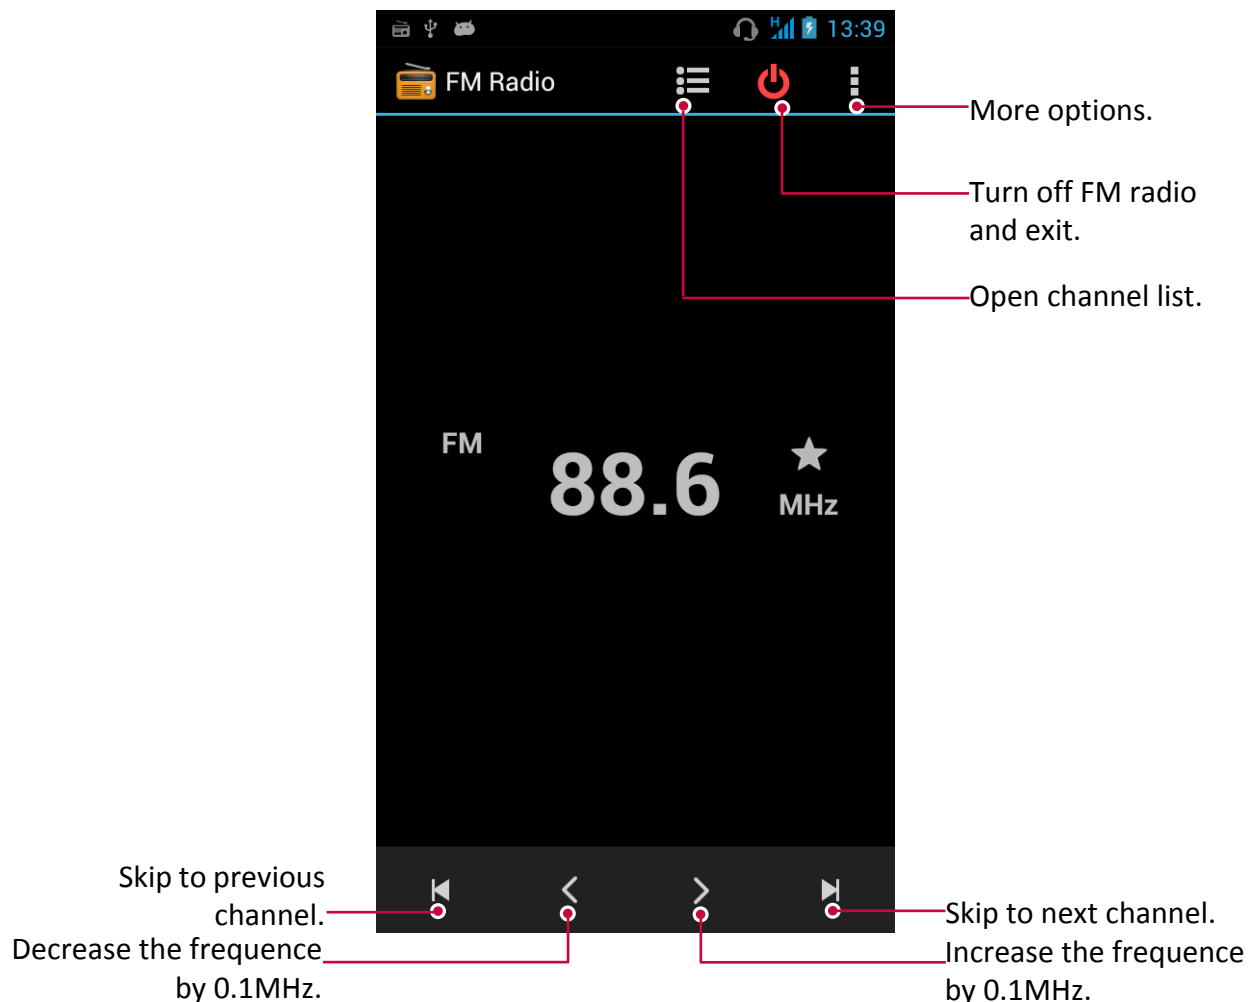 H
13:39
FM Radio
More options.
Turn off FM radio
and exit.
Open channel list.
FM
88.6
MHz
Skip to previous
channel.
Decrease the frequence
by 0.1MHz.
Skip to next channel.
Increase the frequence
by 0.1MHz.